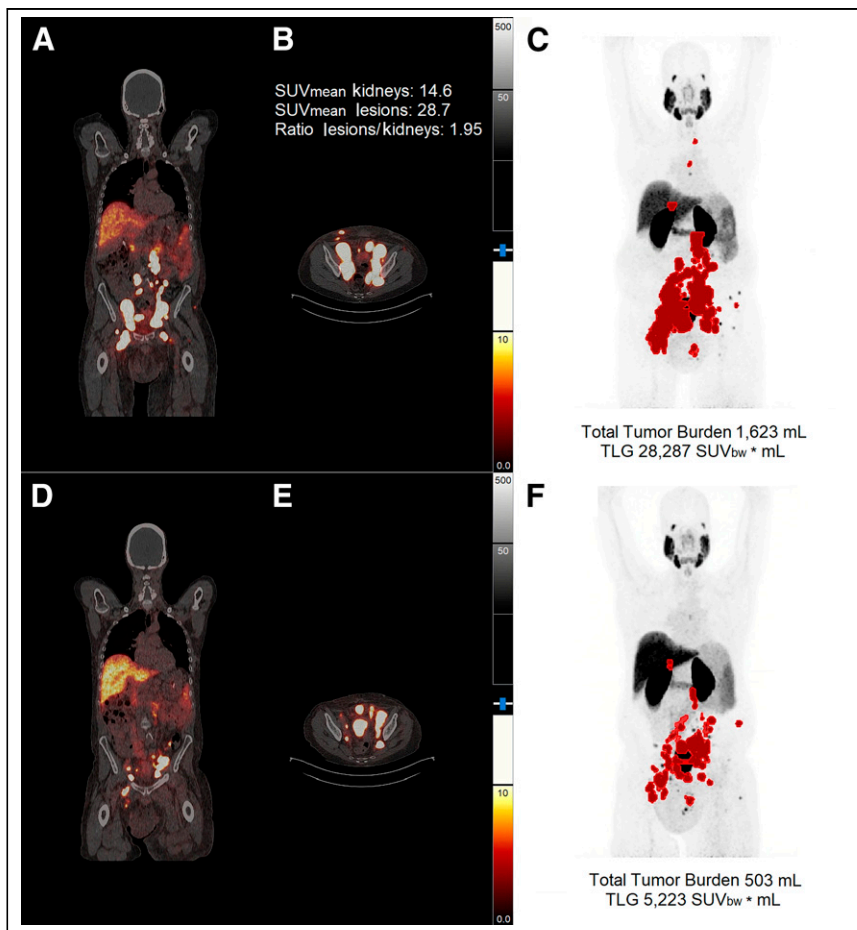 A
B
SUVmean kidneys: 14.6
SUVmean lesions: 28.7
Ratio lesions/kidneys: 1.95
500
50
10
0.0
C
Total Tumor Burden 1,623 mL
TLG 28,287 SUVbw * mL
D
E
500
50
10
0.0
F
Total Tumor Burden 503 mL
TLG 5,223 SUVbw * mL